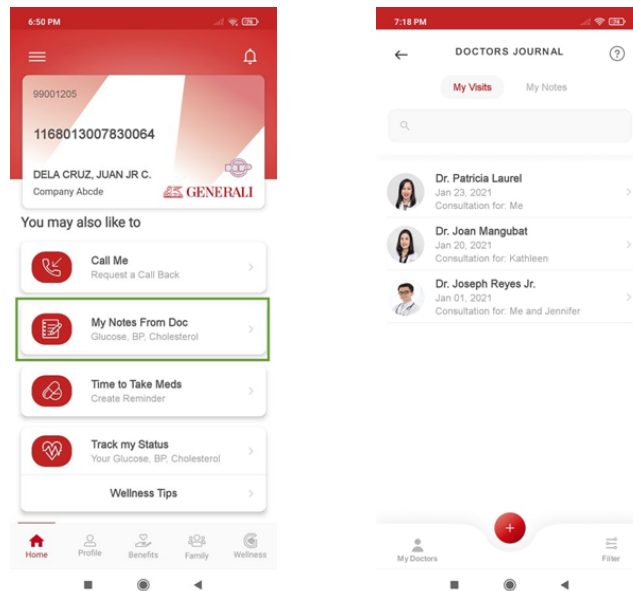 6:50 PM
78
99001205
1168013007830064
DELA CRUZ, JUAN JR C.
Company Abcde
GENERALI
You may also like to
Call Me
Request a Call Back
My Notes From Doc
Glucose, BP, Cholesterol
Time to Take Meds
Create Reminder
Track my Status
Your Glucose, BP, Cholesterol
Wellness Tips
Home
Profile
Benefits
Family
Wellness
7:18 PM
DOCTORS JOURNAL
?
My Visits
My Notes
Dr. Patricia Laurel
Jan 23, 2021
Consultation for: Me
Dr. Joan Mangubat
Jan 20, 2021
Consultation for: Kathleen
Dr. Joseph Reyes Jr.
Jan 01, 2021
Consultation for: Me and Jennifer
+
My Doctors
Filter